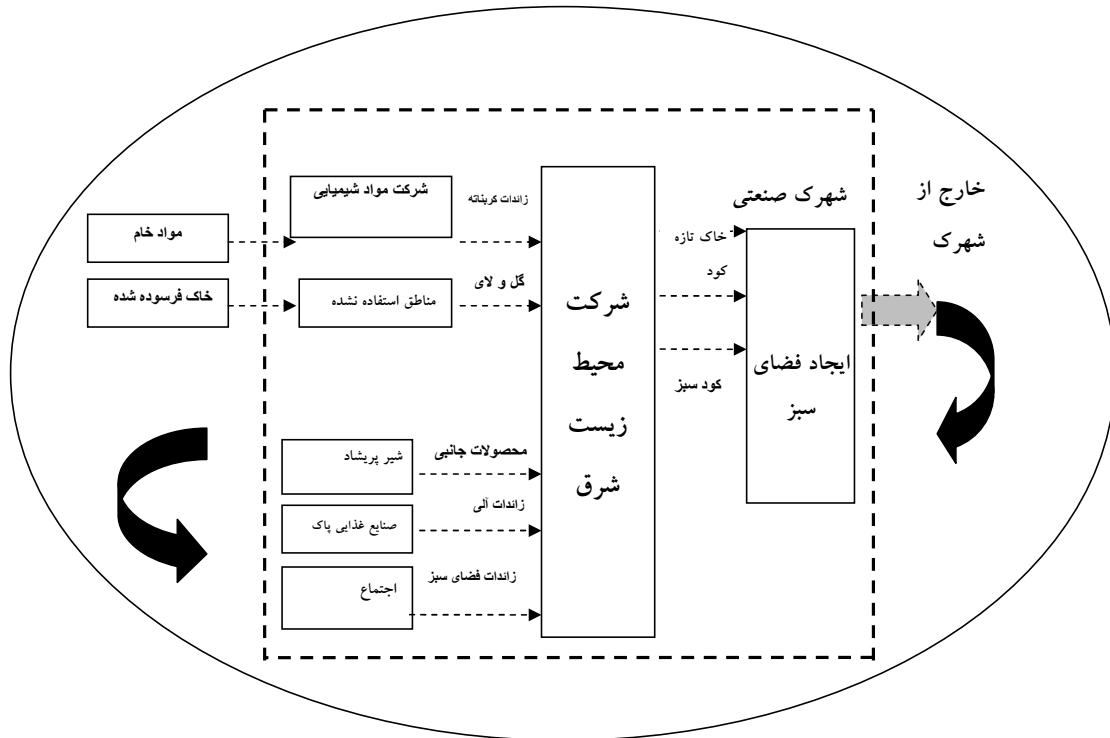 خارج از
شهرک
شهرک صنعتی
شرکت مواد شیمیایی
زائدات کربناته
مواد خام
خاک تازه
خاک فرسوده شده
مناطق استفاده نشده
گل و لای
کود
کود سبز
شرکت
محیط
زیست
شرق
ایجاد فضای
سبز
شیر پریشاد
محصولات جانبی
صنایع غذایی پاک
زائدات آلی
اجتماع
زائدات فضای سبز